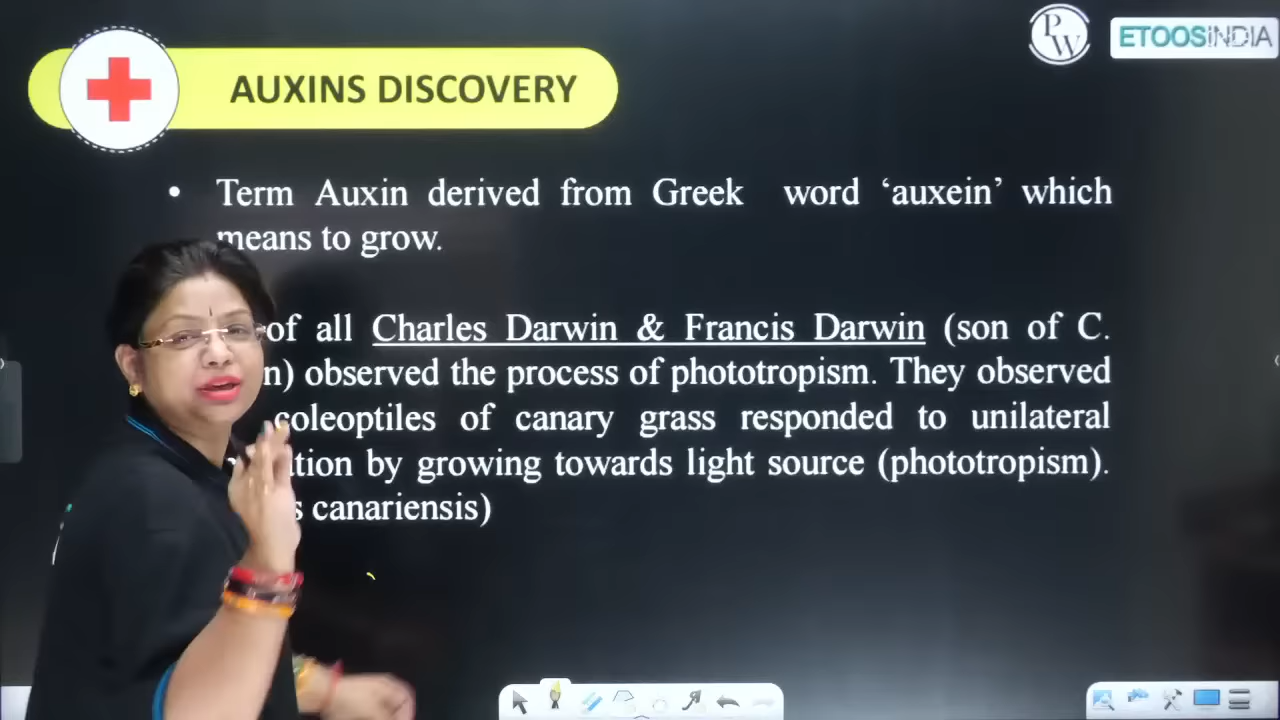 PW
ETOOSINDIA
AUXINS DISCOVERY
• Term Auxin derived from Greek word ‘auxein’ which
means to grow.
of all Charles Darwin & Francis Darwin (son of C.
n) observed the process of phototropism. They observed
coleoptiles of canary grass responded to unilateral
tion by growing towards light source (phototropism).
s canariensis)